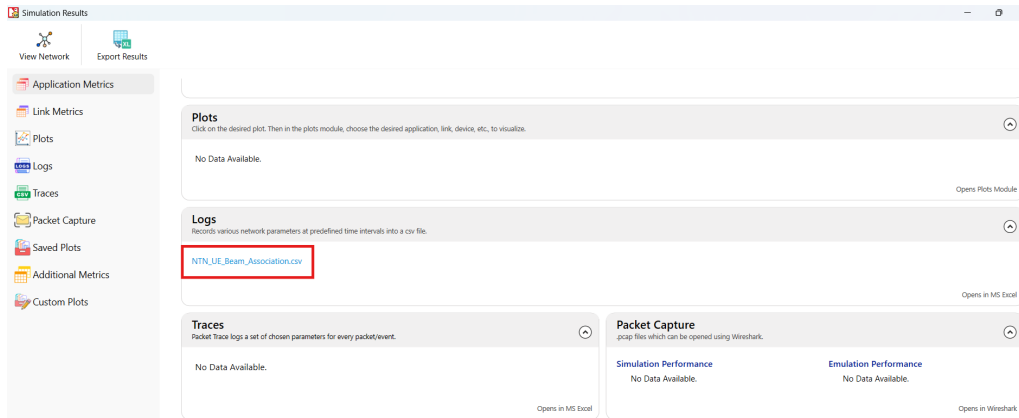 Simulation Results
View Network
Export Results
XL
Application Metrics
Link Metrics
Plots
LOGS
Logs
CSV
Traces
Packet Capture
Saved Plots
Additional Metrics
Custom Plots
Plots
Click on the desired plot. Then in the plots module, choose the desired application, link, device, etc., to visualize.
No Data Available.
Opens Plots Module
Logs
Records various network parameters at predefined time intervals into a csv file.
NTN_UE_Beam_Association.csv
Opens in MS Excel
Traces
Packet Trace logs a set of chosen parameters for every packet/event.
No Data Available.
Opens in MS Excel
Packet Capture
.pcap files which can be opened using Wireshark.
Simulation Performance
No Data Available.
Emulation Performance
No Data Available.
Opens in Wireshark